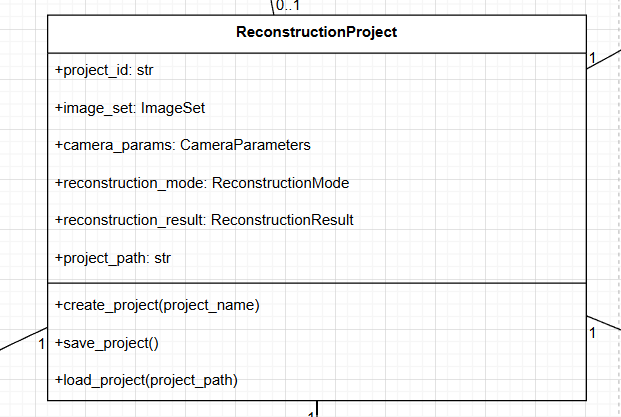 0..1
ReconstructionProject
1
+project_id: str
+image_set: ImageSet
+camera_params: CameraParameters
+reconstruction_mode: ReconstructionMode
+reconstruction_result: ReconstructionResult
+project_path: str
+create_project(project_name)
1
+save_project()
1
+load_project(project_path)
1